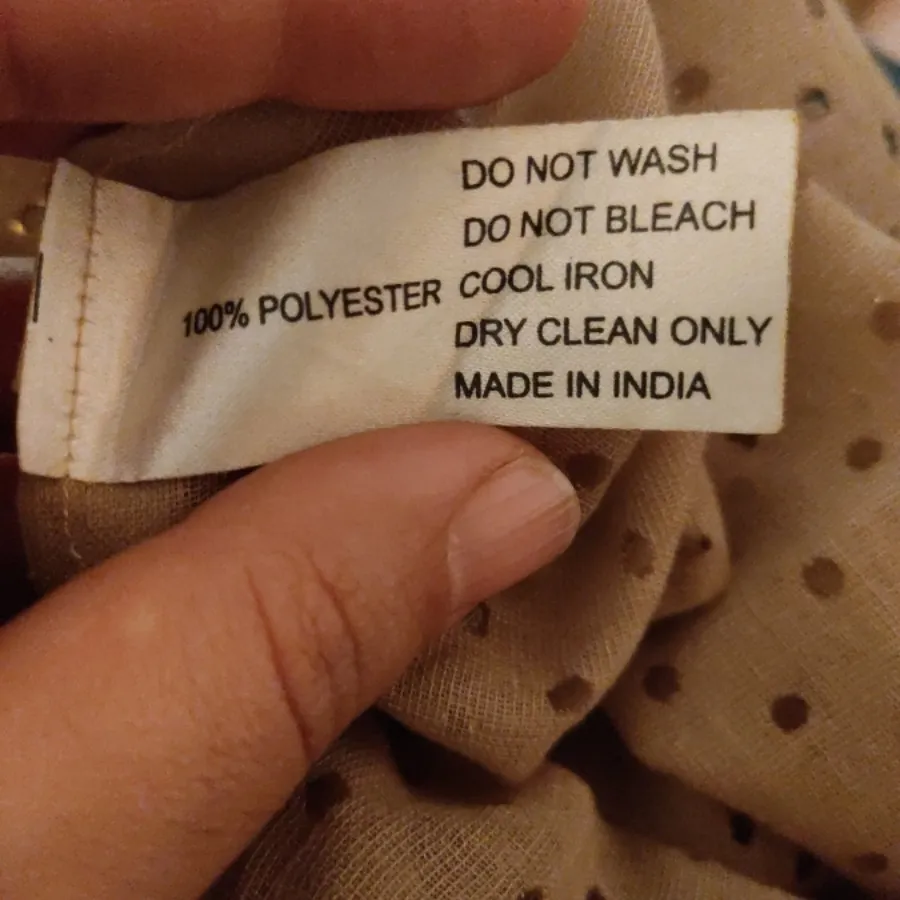 100% POLYESTER
DO NOT WASH
DO NOT BLEACH
COOL IRON
DRY CLEAN ONLY
MADE IN INDIA